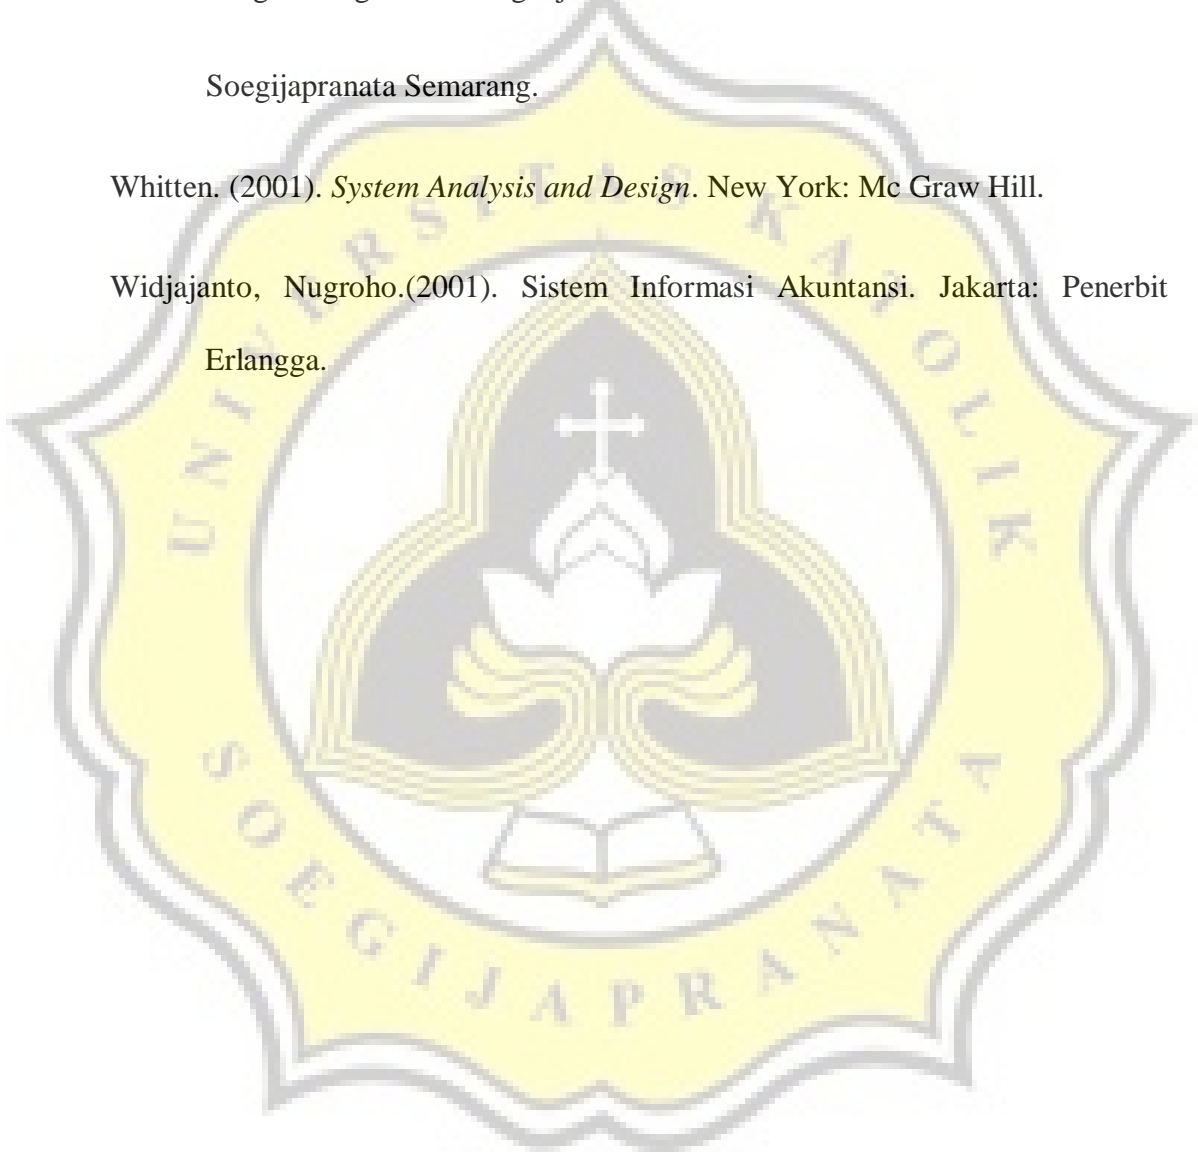 Soegijapranata Semarang.
Whitten. (2001). System Analysis and Design. New York: Mc Graw Hill.
Widjajanto, Nugroho.(2001). Sistem Informasi Akuntansi. Jakarta: Penerbit
Erlangga.
UNIVERSITAS KATOLIK
SOEGIJAPRANATA